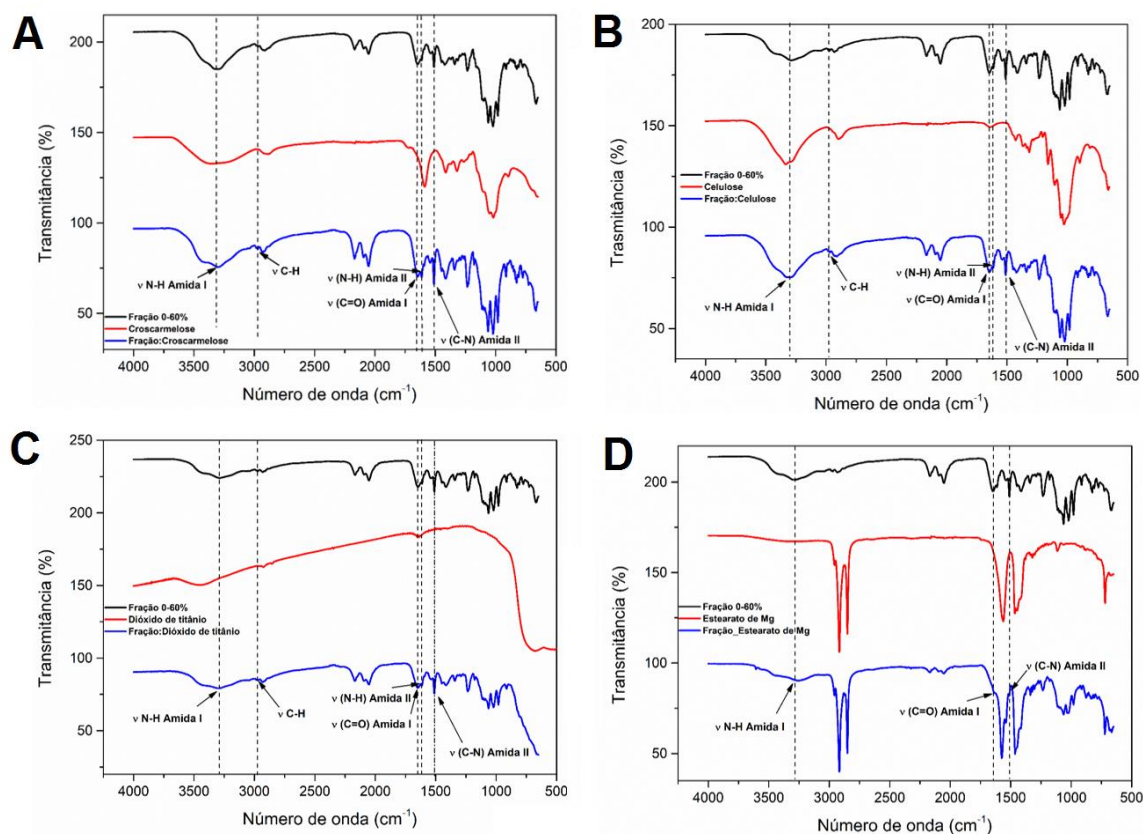 A
Transmitância (%)
200
150
100
50
Fração 0-60%
Croscarmelose
Fração:Croscarmelose
ν N-H Amida I
ν C-H
ν (N-H) Amida II
ν (C=O) Amida I
ν (C-N) Amida II
4000 3500 3000 2500 2000 1500 1000 500
Número de onda (cm⁻¹)
B
Trasmitância (%)
200
150
100
50
Fração 0-60%
Celulose
Fração:Celulose
ν N-H Amida I
ν C-H
ν (N-H) Amida II
ν (C=O) Amida I
ν (C-N) Amida II
4000 3500 3000 2500 2000 1500 1000 500
Número de onda (cm⁻¹)
C
Transmitância (%)
250
200
150
100
50
Fração 0-60%
Dióxido de titânio
Fração:Dióxido de titânio
ν N-H Amida I
ν C-H
ν (N-H) Amida II
ν (C=O) Amida I
ν (C-N) Amida II
4000 3500 3000 2500 2000 1500 1000 500
Número de onda (cm⁻¹)
D
Transmitância (%)
200
150
100
50
Fração 0-60%
Estearato de Mg
Fração_Estearato de Mg
ν N-H Amida I
ν (C=O) Amida I
ν (C-N) Amida II
4000 3500 3000 2500 2000 1500 1000 500
Número de onda (cm⁻¹)